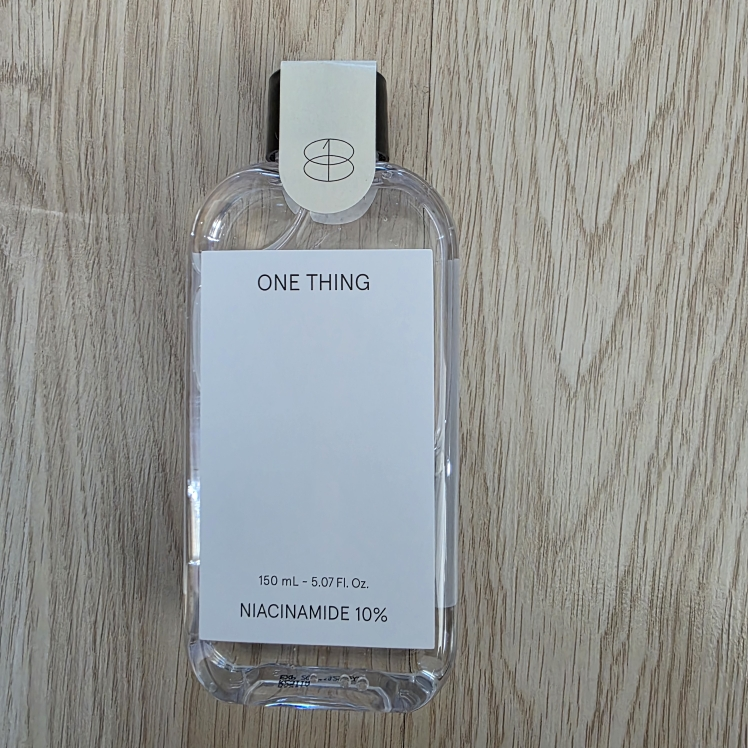 ONE THING
150 mL - 5.07 Fl. Oz.
NIACINAMIDE 10%